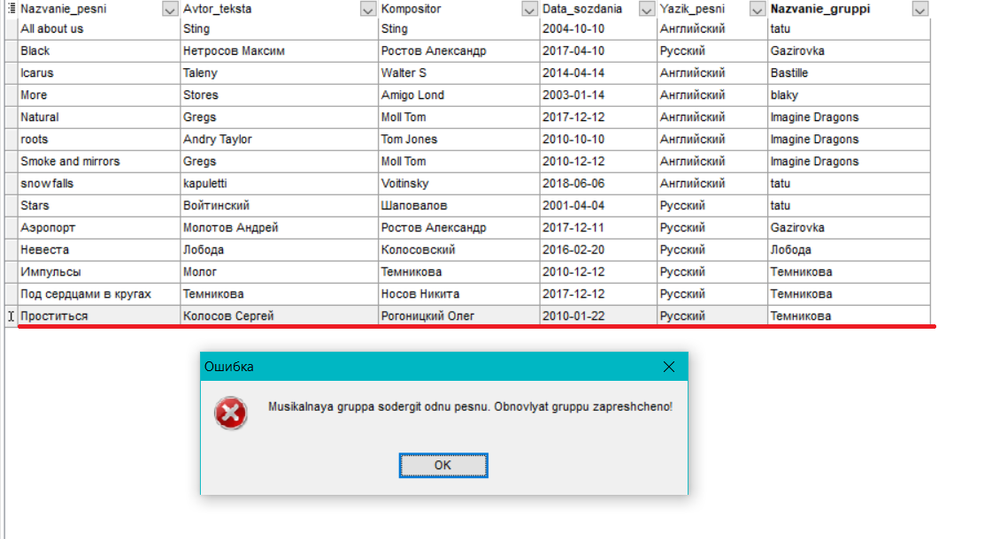 Nazvanie_pesni Avtor_teksta Kompositor Data_sozdania Yazik_pesni Nazvanie_gruppi
All about us Sting Sting 2004-10-10 Английский tatu
Black Нетросов Максим Ростов Александр 2017-04-10 Русский Gazirovka
Icarus Taleny Walter S 2014-04-14 Английский Bastille
More Stores Amigo Lond 2003-01-14 Английский blaky
Natural Gregs Moll Tom 2017-12-12 Английский Imagine Dragons
roots Andry Taylor Tom Jones 2010-10-10 Английский Imagine Dragons
Smoke and mirrors Gregs Moll Tom 2010-12-12 Английский Imagine Dragons
snowfalls kapuletti Voitinsky 2018-06-06 Английский tatu
Stars Войтинский Шаповалов 2001-04-04 Русский tatu
Аэропорт Молотов Андрей Ростов Александр 2017-12-11 Русский Gazirovka
Невеста Лобода Колосовский 2016-02-20 Русский Лобода
Импульсы Молог Темникова 2010-12-12 Русский Темникова
Под сердцами в кругах Темникова Носов Никита 2017-12-12 Русский Темникова
Проститься Колосов Сергей Рогоницкий Олег 2010-01-22 Русский Темникова
Ошибка
Musikalnaya gruppa sodergit odnu pesnu. Obnovlyat gruppu zapreshcheno!
OK